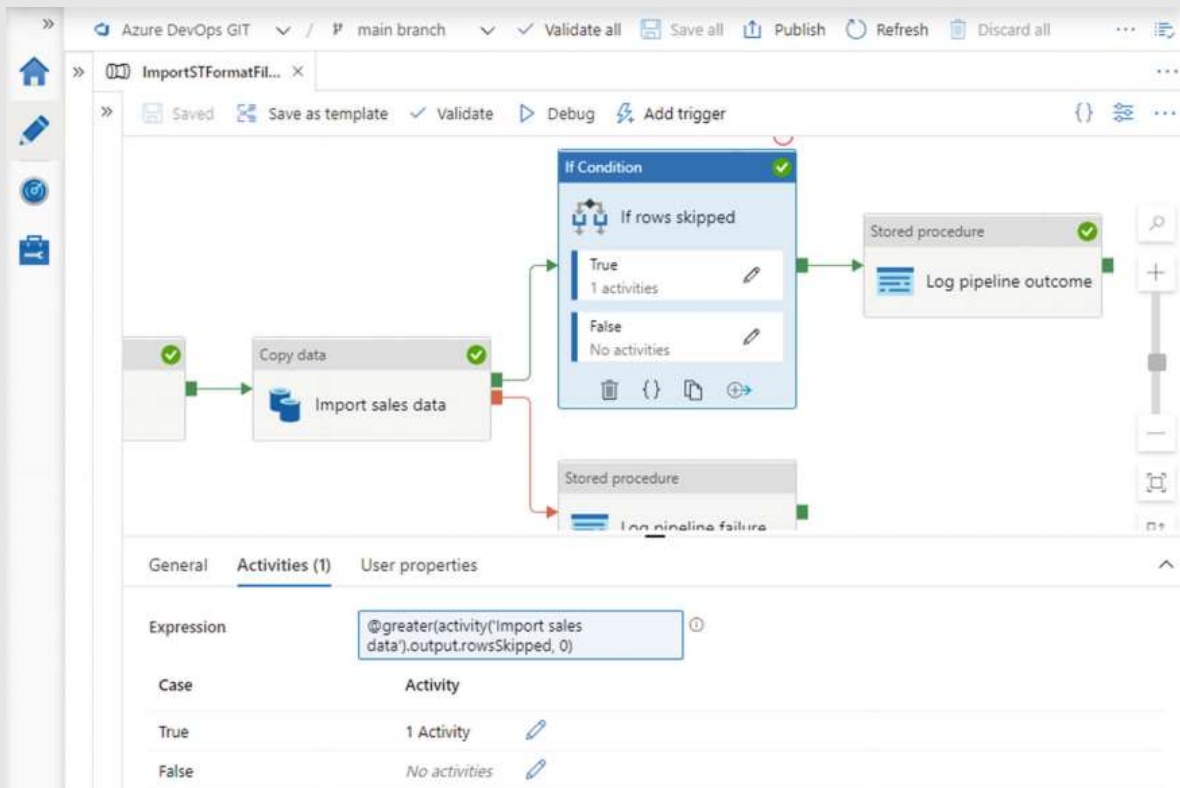 Azure DevOps GIT / main branch Validate all Save all Publish Refresh Discard all
ImportSTFormatFil...
Saved Save as template Validate Debug Add trigger
If Condition
If rows skipped
True
1 activities
False
No activities
Stored procedure
Log pipeline outcome
Copy data
Import sales data
Stored procedure
Log pipeline failure
General Activities (1) User properties
Expression
@greater(activity('Import sales
data').output.rowsSkipped, 0)
Case Activity
True 1 Activity
False No activities